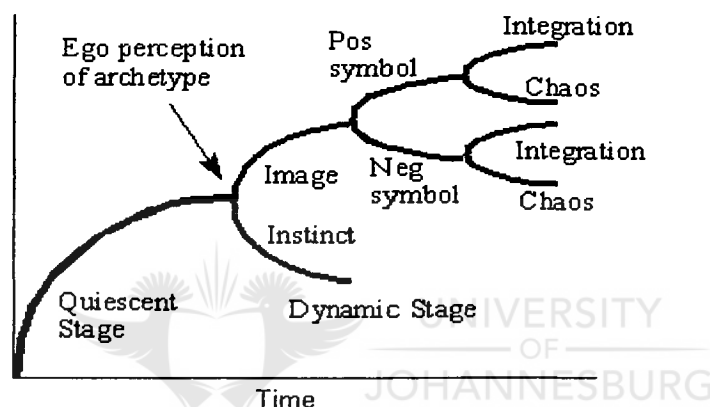 Integration
Pos
symbol
Ego perception
of archetype
Chaos
Integration
Image
Neg
symbol
Chaos
Instinct
Quiescent
Stage
Dynamic Stage
UNIVERSITY
OF
JOHANNESBURG
Time